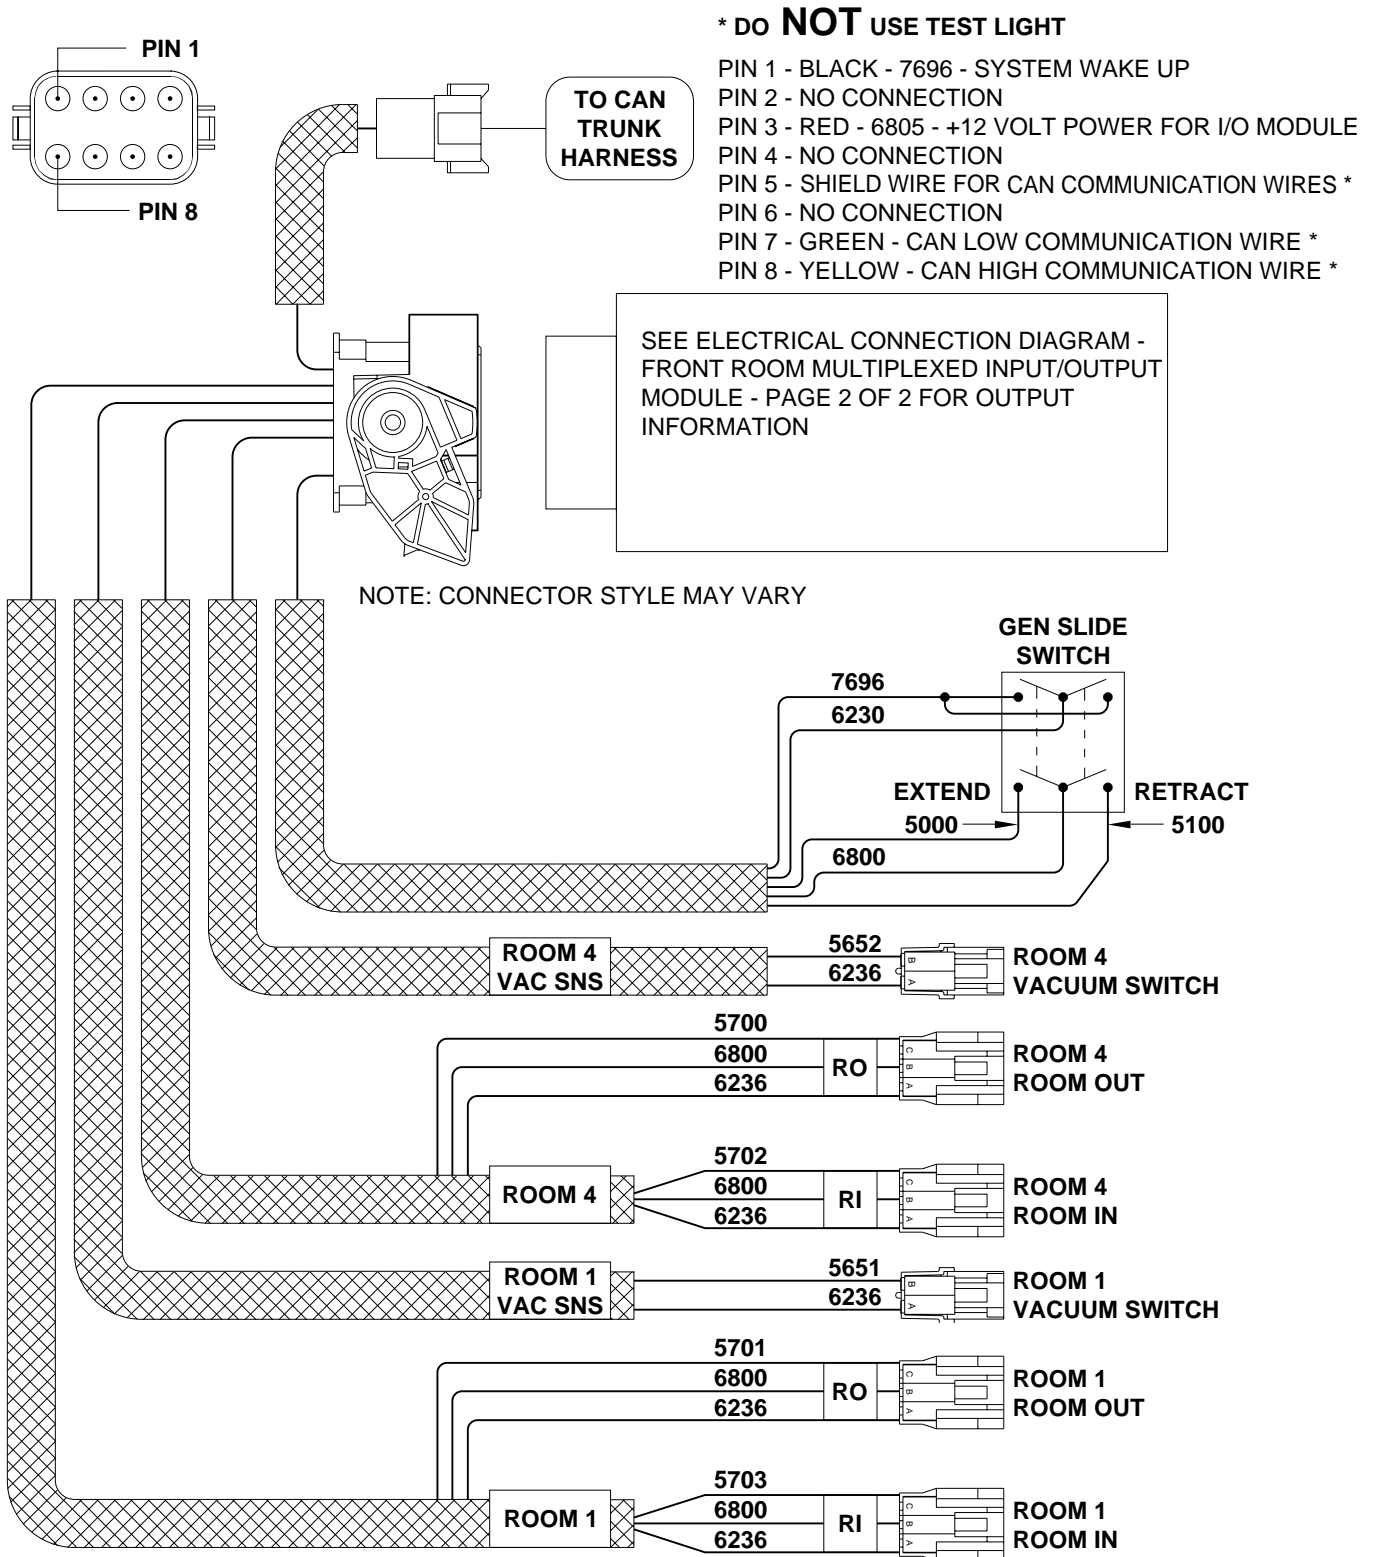 * DO NOT USE TEST LIGHT
PIN 1
PIN 8
TO CAN
TRUNK
HARNESS
PIN 1 - BLACK - 7696 - SYSTEM WAKE UP
PIN 2 - NO CONNECTION
PIN 3 - RED - 6805 - +12 VOLT POWER FOR I/O MODULE
PIN 4 - NO CONNECTION
PIN 5 - SHIELD WIRE FOR CAN COMMUNICATION WIRES *
PIN 6 - NO CONNECTION
PIN 7 - GREEN - CAN LOW COMMUNICATION WIRE *
PIN 8 - YELLOW - CAN HIGH COMMUNICATION WIRE *
SEE ELECTRICAL CONNECTION DIAGRAM -
FRONT ROOM MULTIPLEXED INPUT/OUTPUT
MODULE - PAGE 2 OF 2 FOR OUTPUT
INFORMATION
NOTE: CONNECTOR STYLE MAY VARY
GEN SLIDE
SWITCH
7696
6230
EXTEND
RETRACT
5000
5100
6800
ROOM 4
VAC SNS
5652
6236
B
A
ROOM 4
VACUUM SWITCH
5700
6800
6236
RO
C
B
A
ROOM 4
ROOM OUT
ROOM 4
5702
6800
6236
RI
C
B
A
ROOM 4
ROOM IN
ROOM 1
VAC SNS
5651
6236
B
A
ROOM 1
VACUUM SWITCH
5701
6800
6236
RO
C
B
A
ROOM 1
ROOM OUT
ROOM 1
5703
6800
6236
RI
C
B
A
ROOM 1
ROOM IN